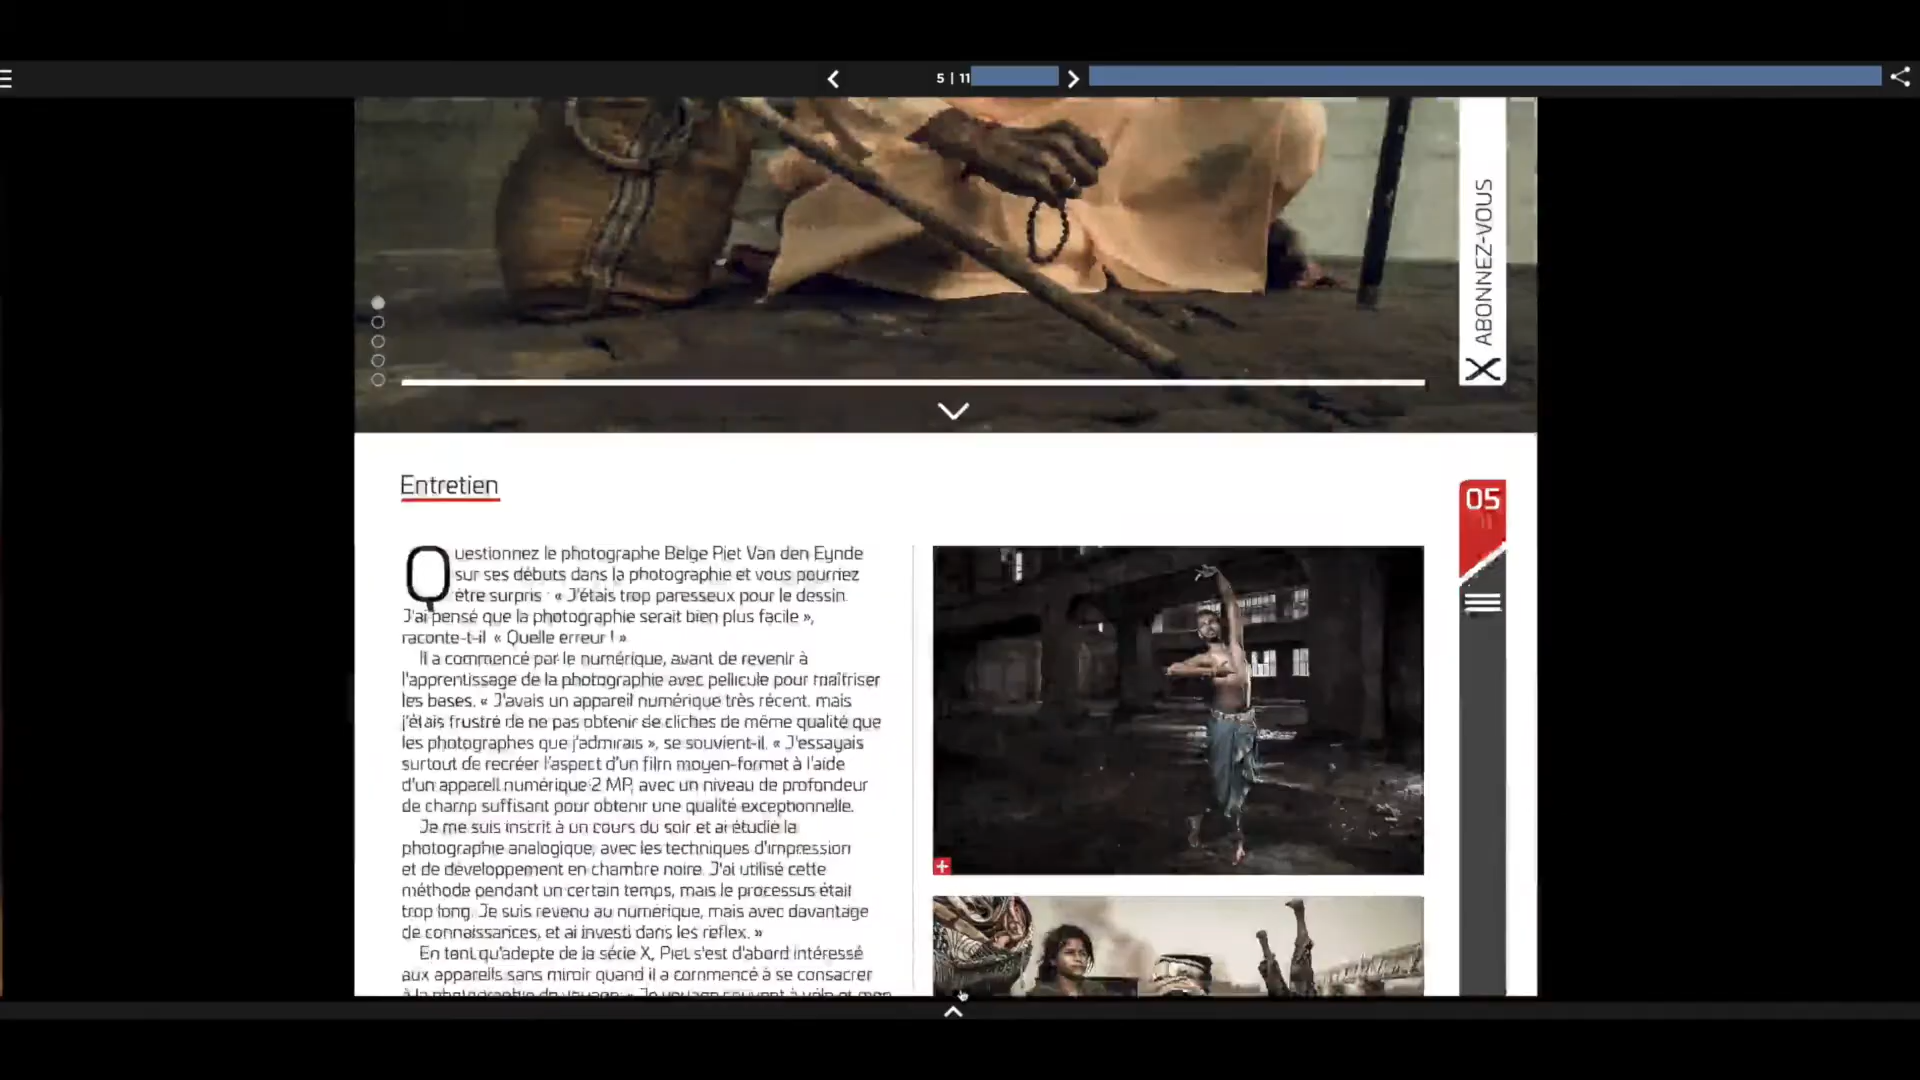 5 | 11
ABONNEZ-VOUS
Entretien
05
Questionnez le photographe Belge Piet Van den Eynde
sur ses débuts dans la photographie et vous pourriez
être surpris : « J'étais trop paresseux pour le dessin.
J'ai pensé que la photographie serait bien plus facile »,
raconte-t-il « Quelle erreur ! »
Il a commencé par le numérique, avant de revenir à
l'apprentissage de la photographie avec pellicule pour maîtriser
les bases. « J'avais un appareil numérique très récent, mais
j'étais frustré de ne pas obtenir de clichés de même qualité que
les photographes que j'admirais », se souvient-il. « J'essayais
surtout de recréer l'aspect d'un film moyen-format à l'aide
d'un appareil numérique 2 MP, avec un niveau de profondeur
de champ suffisant pour obtenir une qualité exceptionnelle.
Je me suis inscrit à un cours du soir et ai étudié la
photographie analogique, avec les techniques d'impression
et de développement en chambre noire. J'ai utilisé cette
méthode pendant un certain temps, mais le processus était
trop long. Je suis revenu au numérique, mais avec davantage
de connaissances, et ai investi dans les reflex. »
En tant qu'adepte de la série X, Piet s'est d'abord intéressé
aux appareils sans miroir quand il a commencé à se consacrer
à la photographie de voyage. « Je voyage souvent à vélo et mon